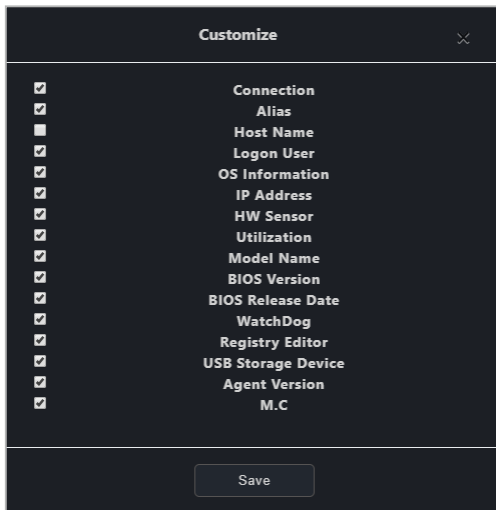 Customize
Connection
Alias
Host Name
Logon User
OS Information
IP Address
HW Sensor
Utilization
Model Name
BIOS Version
BIOS Release Date
WatchDog
Registry Editor
USB Storage Device
Agent Version
M.C
Save